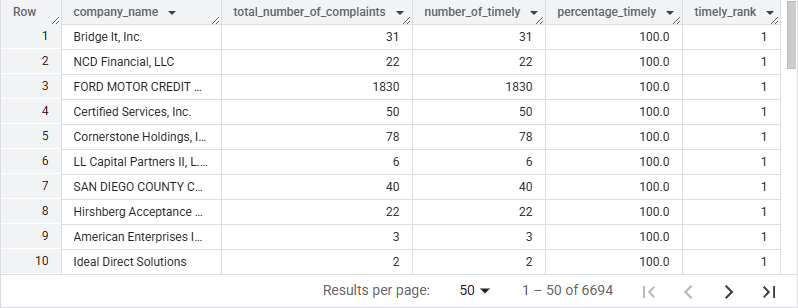 Row company_name total_number_of_complaints number_of_timely percentage_timely timely_rank
1 Bridge It, Inc. 31 31 100.0 1
2 NCD Financial, LLC 22 22 100.0 1
3 FORD MOTOR CREDIT ... 1830 1830 100.0 1
4 Certified Services, Inc. 50 50 100.0 1
5 Cornerstone Holdings, I... 78 78 100.0 1
6 LL Capital Partners II, L.... 6 6 100.0 1
7 SAN DIEGO COUNTY C... 40 40 100.0 1
8 Hirshberg Acceptance ... 22 22 100.0 1
9 American Enterprises I... 3 3 100.0 1
10 Ideal Direct Solutions 2 2 100.0 1
Results per page: 50 1 – 50 of 6694